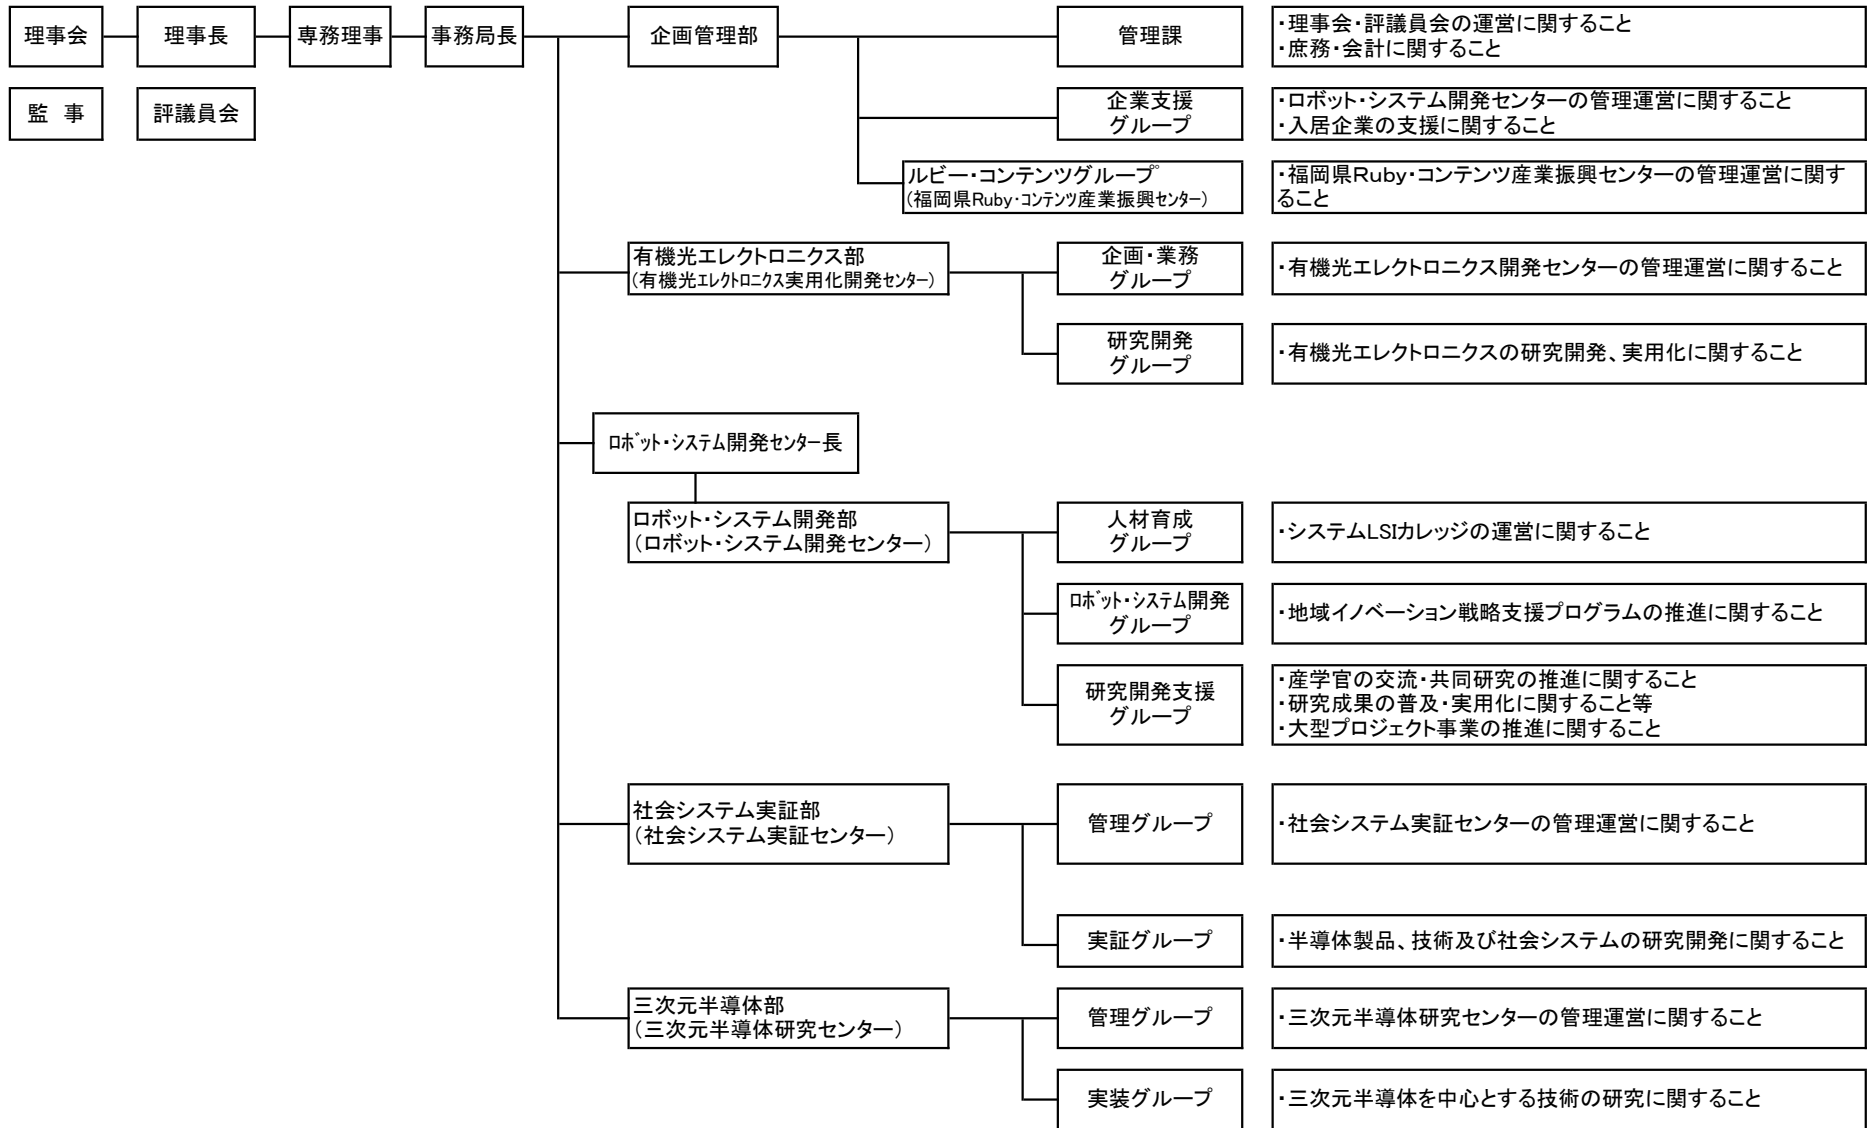 理事会
理事長
専務理事
事務局長
企画管理部
管理課
・理事会・評議員会の運営に関すること
・庶務・会計に関すること
監　事
評議員会
企業支援
グループ
・ロボット・システム開発センターの管理運営に関すること
・入居企業の支援に関すること
ルビー・コンテンツグループ
(福岡県Ruby・ｺﾝﾃﾝﾂ産業振興ｾﾝﾀｰ)
・福岡県Ruby・コンテンツ産業振興センターの管理運営に関す
ること
有機光エレクトロニクス部
(有機光ｴﾚｸﾄﾛﾆｸｽ実用化開発ｾﾝﾀｰ)
企画・業務
グループ
・有機光エレクトロニクス開発センターの管理運営に関すること
研究開発
グループ
・有機光エレクトロニクスの研究開発、実用化に関すること
ﾛﾎﾞｯﾄ・ｼｽﾃﾑ開発ｾﾝﾀｰ長
ロボット・システム開発部
（ロボット・システム開発センター）
人材育成
グループ
・システムLSIカレッジの運営に関すること
ﾛﾎﾞｯﾄ・ｼｽﾃﾑ開発
グループ
・地域イノベーション戦略支援プログラムの推進に関すること
研究開発支援
グループ
・産学官の交流・共同研究の推進に関すること
・研究成果の普及・実用化に関すること等
・大型プロジェクト事業の推進に関すること
社会システム実証部
（社会システム実証センター）
管理グループ
・社会システム実証センターの管理運営に関すること
実証グループ
・半導体製品、技術及び社会システムの研究開発に関すること
三次元半導体部
（三次元半導体研究センター）
管理グループ
・三次元半導体研究センターの管理運営に関すること
実装グループ
・三次元半導体を中心とする技術の研究に関すること